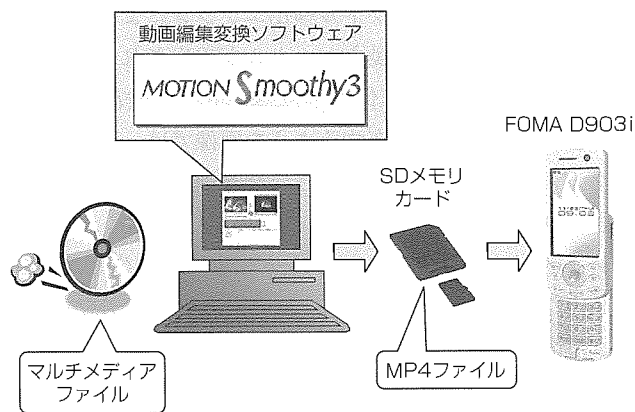 動画編集変換ソフトウェア
MOTION Smoothy3
FOMA D903i
SDメモリ
カード
マルチメディア
ファイル
MP4ファイル